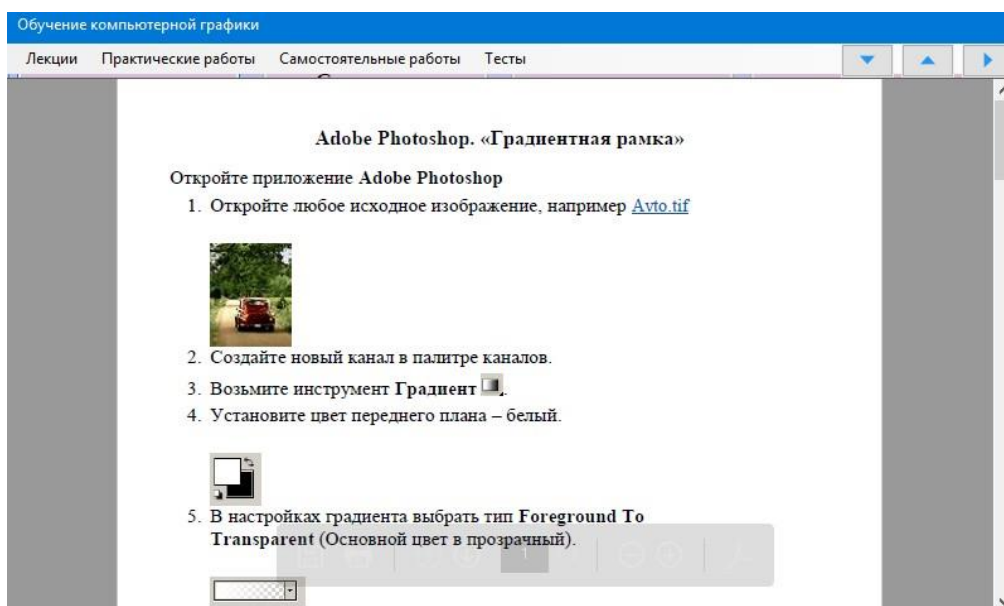 Обучение компьютерной графики
Лекции Практические работы Самостоятельные работы Тесты
Adobe Photoshop. «Градиентная рамка»
Откройте приложение Adobe Photoshop
1. Откройте любое исходное изображение, например Avto.tif
2. Создайте новый канал в палитре каналов.
3. Возьмите инструмент Градиент.
4. Установите цвет переднего плана – белый.
5. В настройках градиента выбрать тип Foreground To
Transparent (Основной цвет в прозрачный).
1